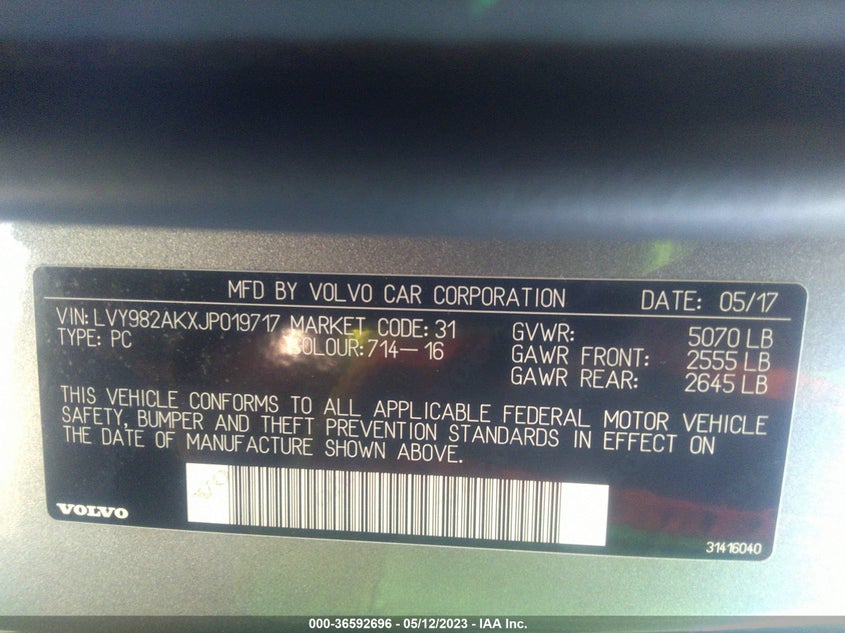 MFD BY VOLVO CAR CORPORATION DATE: 05/17
VIN: LVY982AKXJP019717 MARKET CODE: 31 GVWR: 5070 LB
TYPE: PC COLOUR: 714-16 GAWR FRONT: 2555 LB
GAWR REAR: 2645 LB
THIS VEHICLE CONFORMS TO ALL APPLICABLE FEDERAL MOTOR VEHICLE
SAFETY, BUMPER AND THEFT PREVENTION STANDARDS IN EFFECT ON
THE DATE OF MANUFACTURE SHOWN ABOVE.
VOLVO
31416040
000-36592696 - 05/12/2023 - IAA Inc.